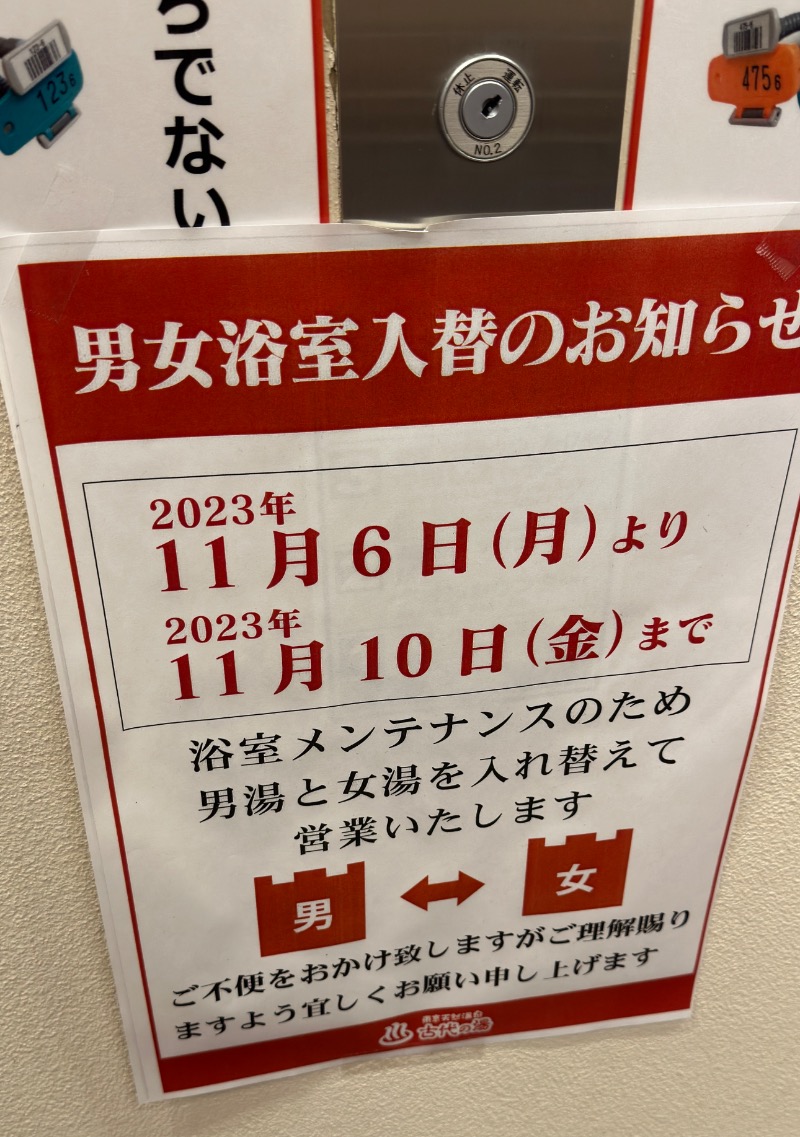 らでない
123 6
休止 運転
NO.2
475 6
男女浴室入替のお知らせ
2023年
11月6日(月)より
2023年
11月10日(金)まで
浴室メンテナンスのため
男湯と女湯を入れ替えて
営業いたします
男 女
ご不便をおかけ致しますがご理解賜り
ますよう宜しくお願い申し上げます
古代の湯